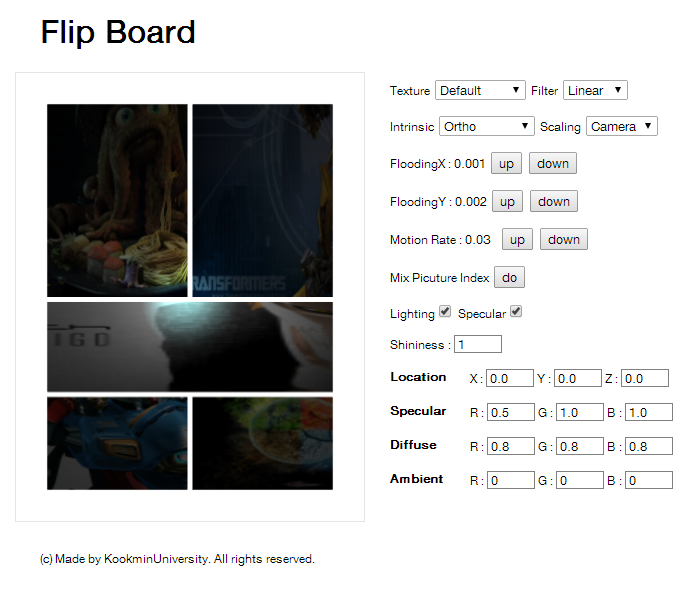 Flip Board
Texture Default Filter Linear
Intrinsic Ortho Scaling Camera
FloodingX : 0.001 up down
FloodingY : 0.002 up down
Motion Rate : 0.03 up down
Mix Picuture Index do
Lighting Specular
Shininess : 1
Location X : 0.0 Y : 0.0 Z : 0.0
Specular R : 0.5 G : 1.0 B : 1.0
Diffuse R : 0.8 G : 0.8 B : 0.8
Ambient R : 0 G : 0 B : 0
RANSFORMERS
IGO
(c) Made by KookminUniversity. All rights reserved.